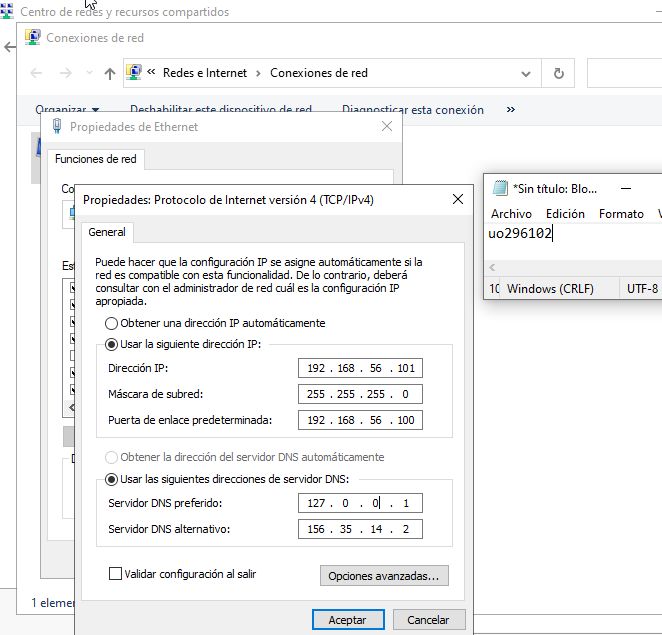 Centro de redes y recursos compartidos
Conexiones de red
« Redes e Internet › Conexiones de red
Organizar Deshabilitar este dispositivo de red Diagnosticar esta conexión »
Propiedades de Ethernet
Funciones de red
Co
Est
1 eleme
Propiedades: Protocolo de Internet versión 4 (TCP/IPv4)
General
Puede hacer que la configuración IP se asigne automáticamente si la
red es compatible con esta funcionalidad. De lo contrario, deberá
consultar con el administrador de red cuál es la configuración IP
apropiada.
Obtener una dirección IP automáticamente
Usar la siguiente dirección IP:
Dirección IP: 192 . 168 . 56 . 101
Máscara de subred: 255 . 255 . 255 . 0
Puerta de enlace predeterminada: 192 . 168 . 56 . 100
Obtener la dirección del servidor DNS automáticamente
Usar las siguientes direcciones de servidor DNS:
Servidor DNS preferido: 127 . 0 . 0 . 1
Servidor DNS alternativo: 156 . 35 . 14 . 2
Validar configuración al salir
Opciones avanzadas...
Aceptar Cancelar
*Sin título: Blo...
Archivo Edición Formato
uo296102
Windows (CRLF) UTF-8